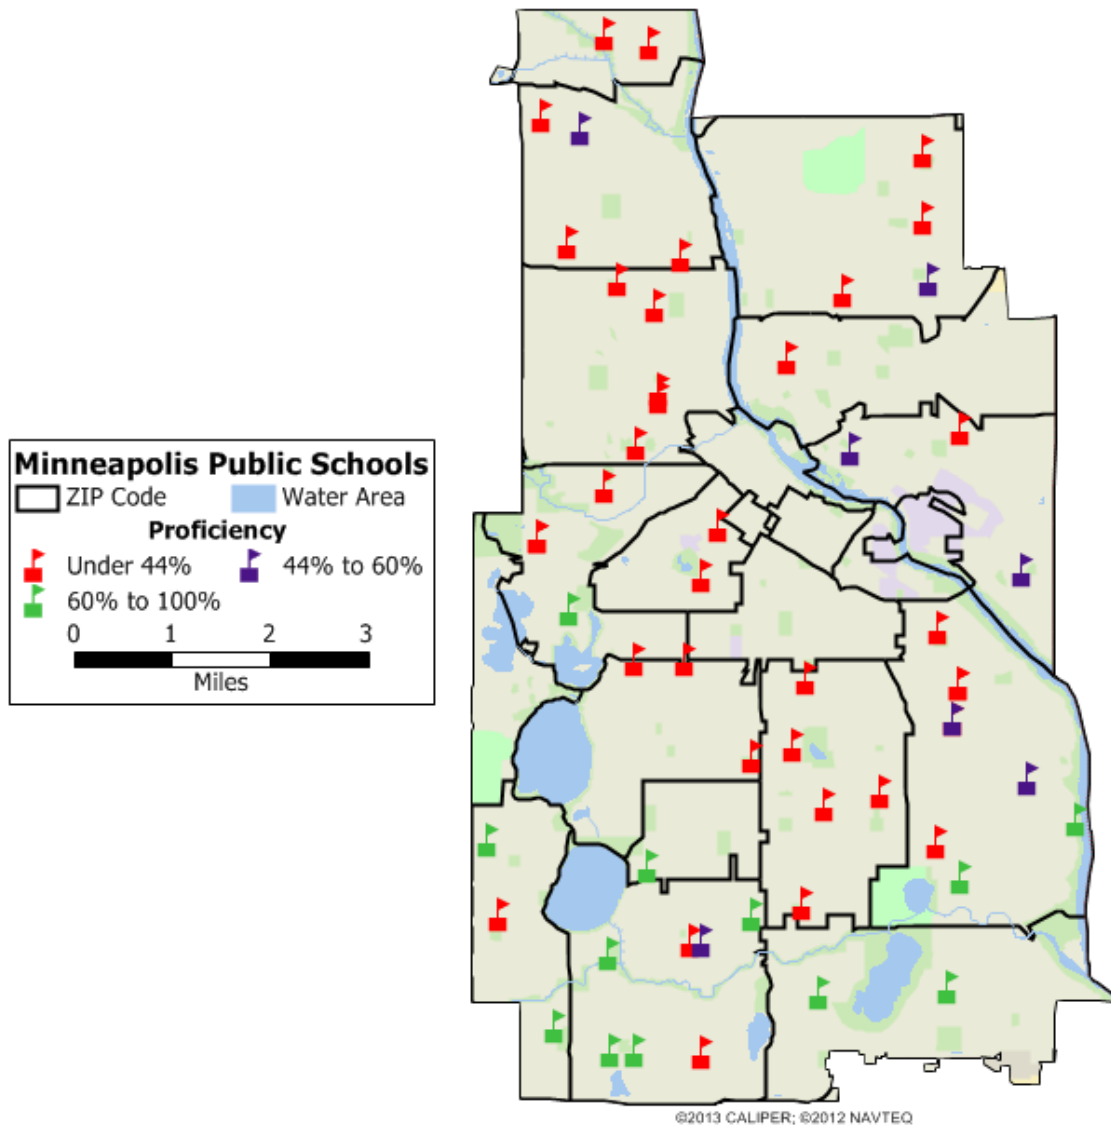 Minneapolis Public Schools
ZIP Code Water Area
Proficiency
Under 44% 44% to 60%
60% to 100%
0 1 2 3
Miles
©2013 CALIPER; ©2012 NAVTEQ